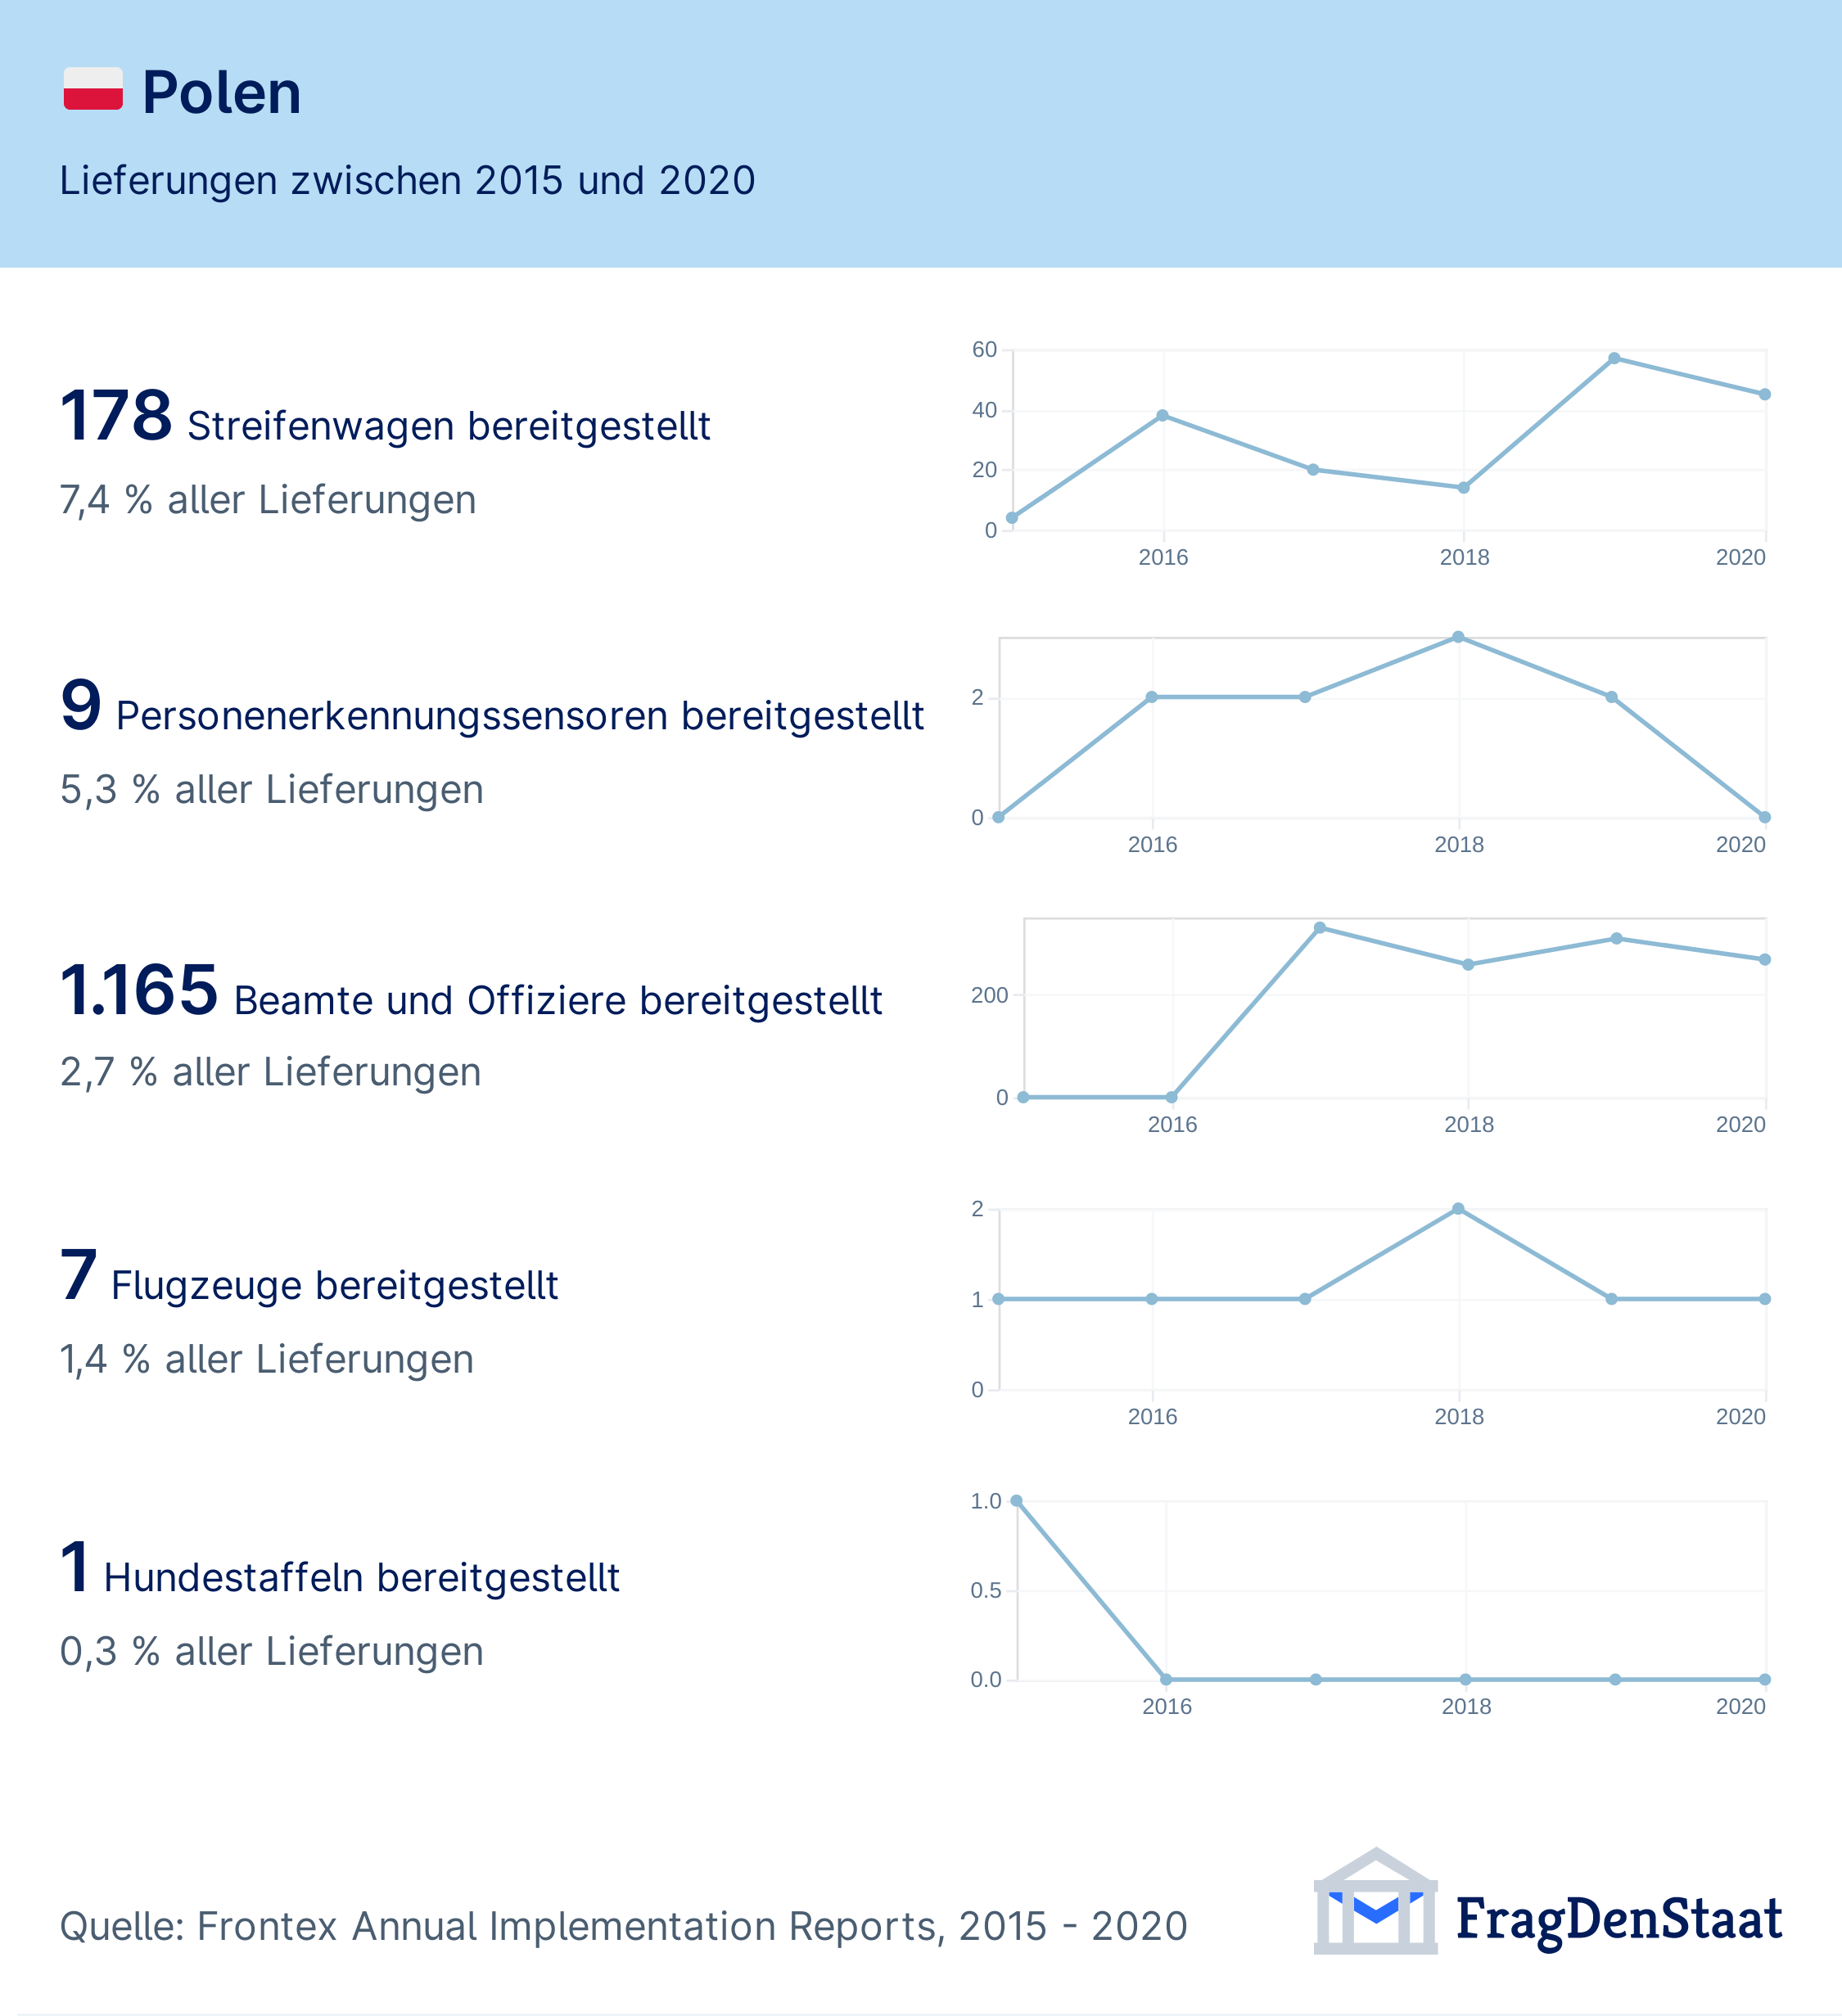 Polen
Lieferungen zwischen 2015 und 2020
178 Streifenwagen bereitgestellt
7,4 % aller Lieferungen
60
40
20
0
2016 2018 2020
9 Personenerkennungssensoren bereitgestellt
5,3 % aller Lieferungen
2
0
2016 2018 2020
1.165 Beamte und Offiziere bereitgestellt
2,7 % aller Lieferungen
200
0
2016 2018 2020
7 Flugzeuge bereitgestellt
1,4 % aller Lieferungen
2
1
0
2016 2018 2020
1 Hundestaffeln bereitgestellt
0,3 % aller Lieferungen
1.0
0.5
0.0
2016 2018 2020
Quelle: Frontex Annual Implementation Reports, 2015 - 2020
FragDenStaat